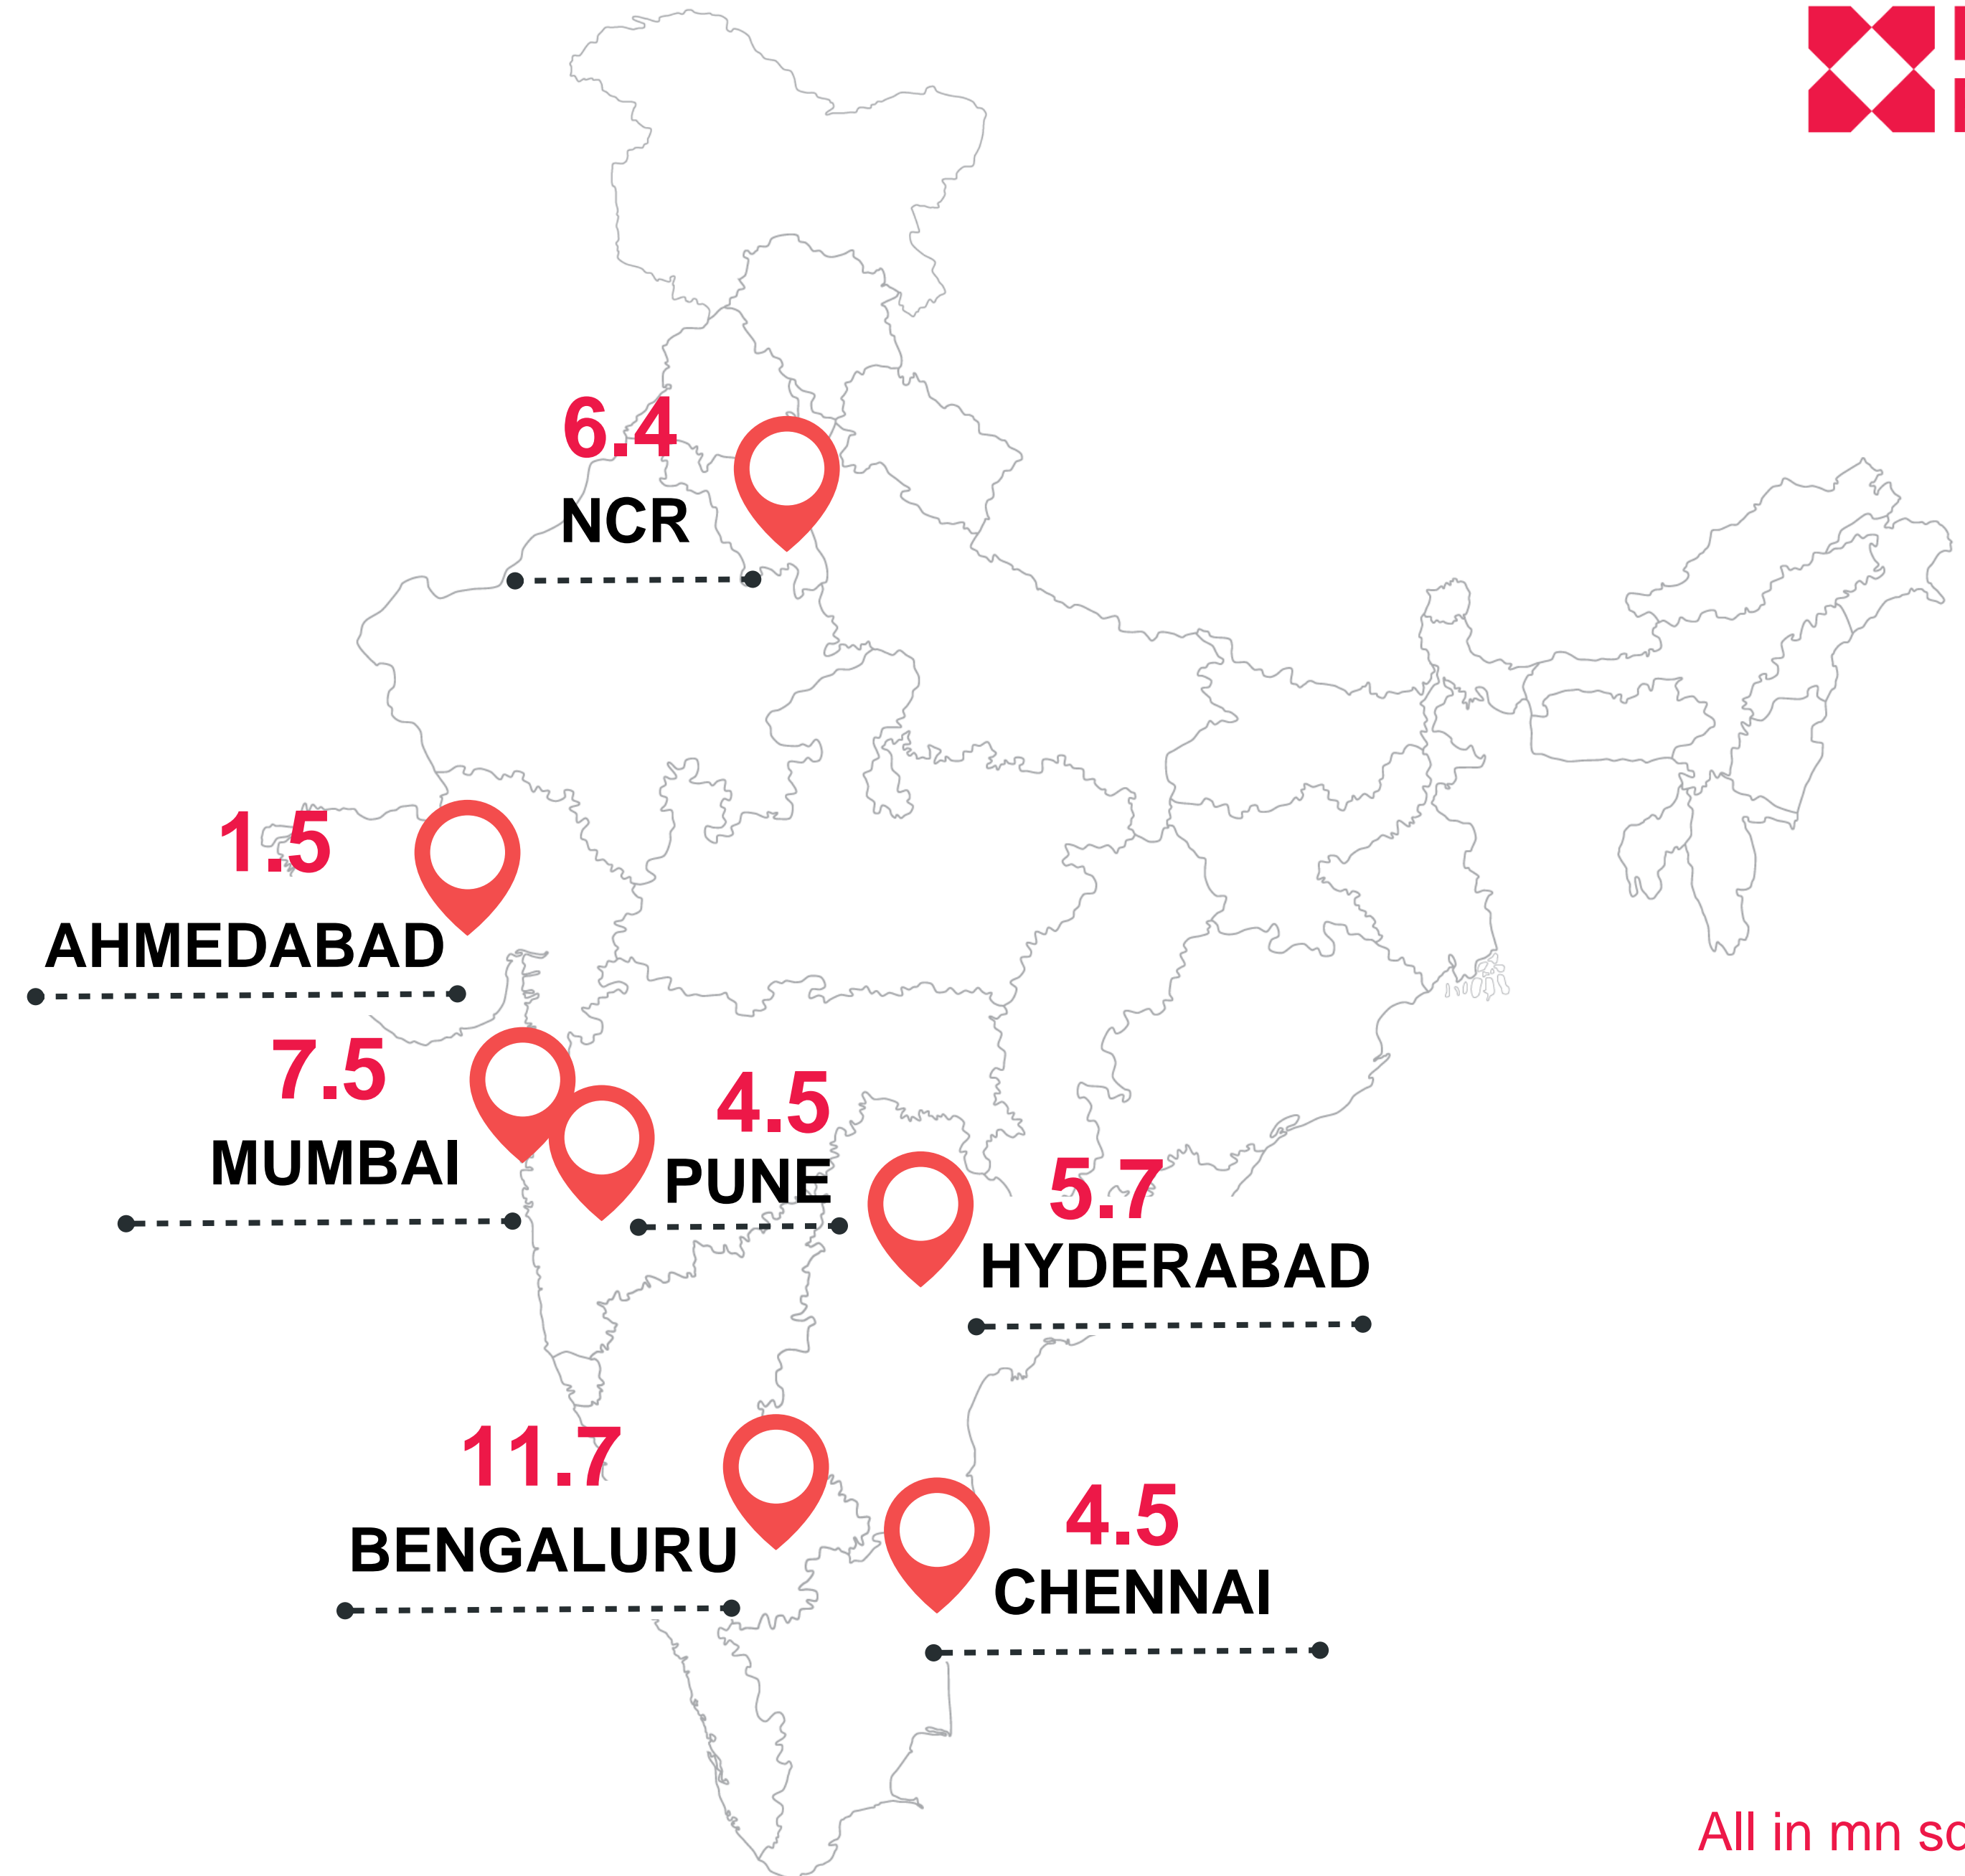 6.4
NCR
1.5
AHMEDABAD
7.5
MUMBAI
4.5
PUNE
5.7
HYDERABAD
11.7
BENGALURU
4.5
CHENNAI
All in mn